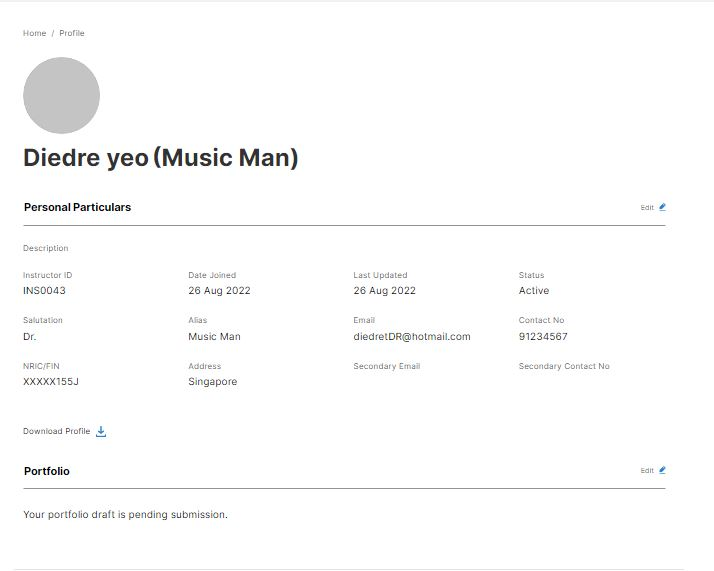 Home / Profile
Diedre yeo (Music Man)
Personal Particulars Edit
Description
Instructor ID Date Joined Last Updated Status
INS0043 26 Aug 2022 26 Aug 2022 Active
Salutation Alias Email Contact No
Dr. Music Man diedretDR@hotmail.com 91234567
NRIC/FIN Address Secondary Email Secondary Contact No
XXXXX155J Singapore
Download Profile
Portfolio Edit
Your portfolio draft is pending submission.